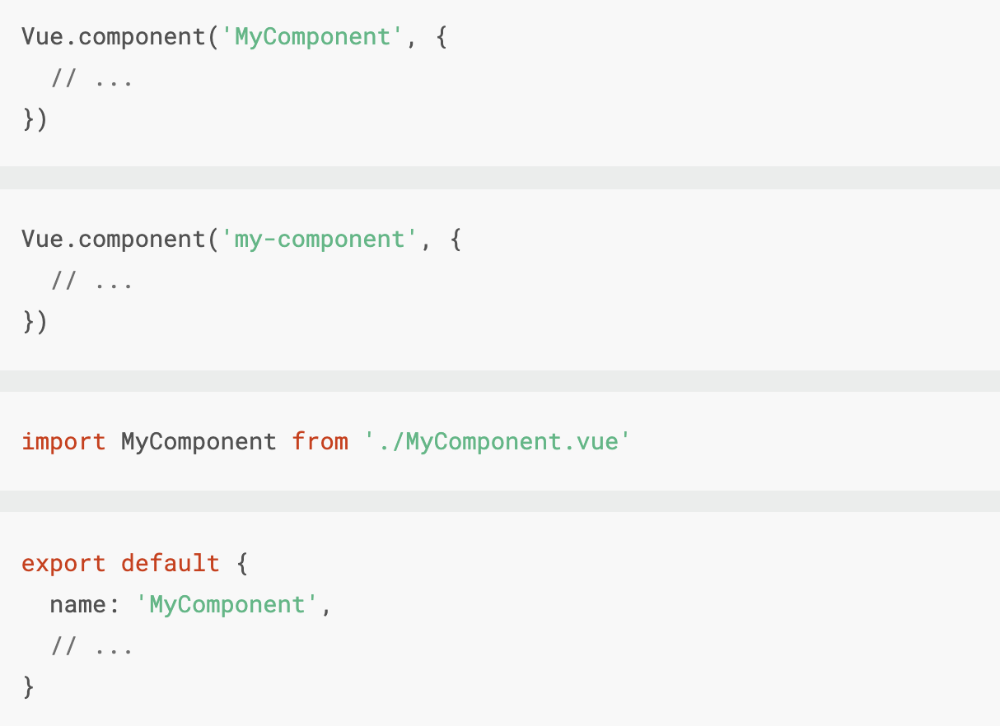 Vue.component('MyComponent', {
  // ...
})
Vue.component('my-component', {
  // ...
})
import MyComponent from './MyComponent.vue'
export default {
  name: 'MyComponent',
  // ...
}